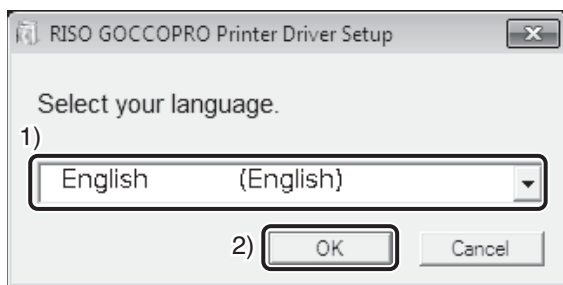 RISO GOCCOPRO Printer Driver Setup
Select your language.
1)
English (English)
2) OK Cancel